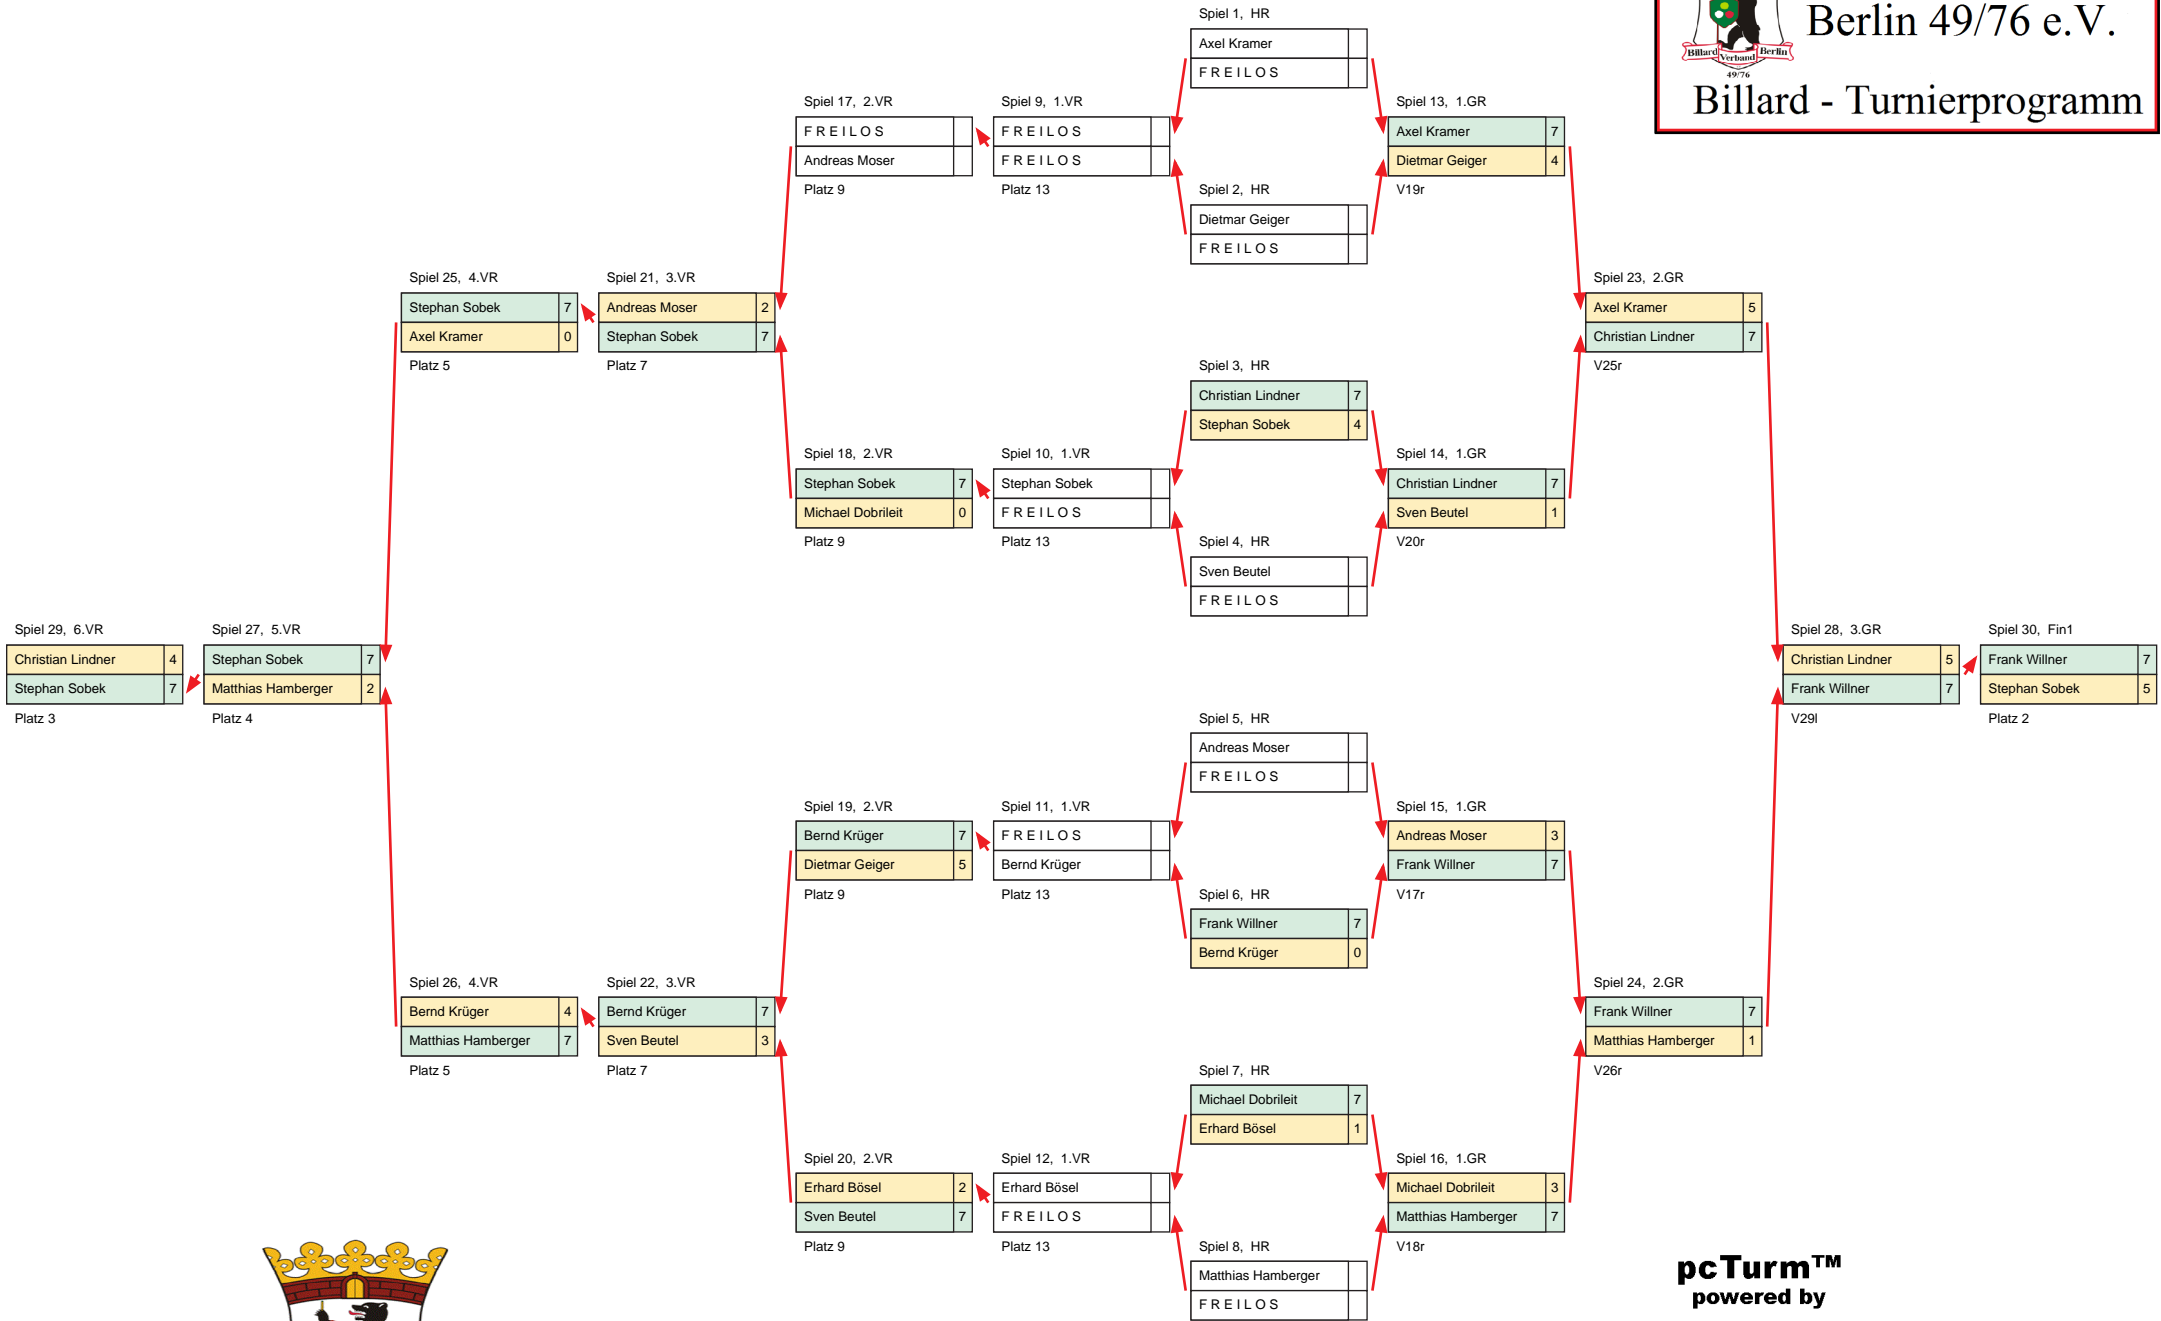 Berlin 49/76 e.V.
Billard Verband Berlin
49/76
Billard - Turnierprogramm
Spiel 1, HR
Axel Kramer
F R E I L O S
Spiel 17, 2.VR
F R E I L O S
Andreas Moser
Platz 9
Spiel 9, 1.VR
F R E I L O S
F R E I L O S
Platz 13
Spiel 13, 1.GR
Axel Kramer 7
Dietmar Geiger 4
V19r
Spiel 2, HR
Dietmar Geiger
F R E I L O S
Spiel 25, 4.VR
Stephan Sobek 7
Axel Kramer 0
Platz 5
Spiel 21, 3.VR
Andreas Moser 2
Stephan Sobek 7
Platz 7
Spiel 23, 2.GR
Axel Kramer 5
Christian Lindner 7
V25r
Spiel 3, HR
Christian Lindner 7
Stephan Sobek 4
Spiel 18, 2.VR
Stephan Sobek 7
Michael Dobrileit 0
Platz 9
Spiel 10, 1.VR
Stephan Sobek
F R E I L O S
Platz 13
Spiel 14, 1.GR
Christian Lindner 7
Sven Beutel 1
V20r
Spiel 4, HR
Sven Beutel
F R E I L O S
Spiel 29, 6.VR
Christian Lindner 4
Stephan Sobek 7
Platz 3
Spiel 27, 5.VR
Stephan Sobek 7
Matthias Hamberger 2
Platz 4
Spiel 28, 3.GR
Christian Lindner 5
Frank Willner 7
V29l
Spiel 30, Fin1
Frank Willner 7
Stephan Sobek 5
Platz 2
Spiel 5, HR
Andreas Moser
F R E I L O S
Spiel 19, 2.VR
Bernd Krüger 7
Dietmar Geiger 5
Platz 9
Spiel 11, 1.VR
F R E I L O S
Bernd Krüger
Platz 13
Spiel 15, 1.GR
Andreas Moser 3
Frank Willner 7
V17r
Spiel 6, HR
Frank Willner 7
Bernd Krüger 0
Spiel 26, 4.VR
Bernd Krüger 4
Matthias Hamberger 7
Platz 5
Spiel 22, 3.VR
Bernd Krüger 7
Sven Beutel 3
Platz 7
Spiel 24, 2.GR
Frank Willner 7
Matthias Hamberger 1
V26r
Spiel 7, HR
Michael Dobrileit 7
Erhard Bösel 1
Spiel 20, 2.VR
Erhard Bösel 2
Sven Beutel 7
Platz 9
Spiel 12, 1.VR
Erhard Bösel
F R E I L O S
Platz 13
Spiel 16, 1.GR
Michael Dobrileit 3
Matthias Hamberger 7
V18r
Spiel 8, HR
Matthias Hamberger
F R E I L O S
pcTurm™
powered by